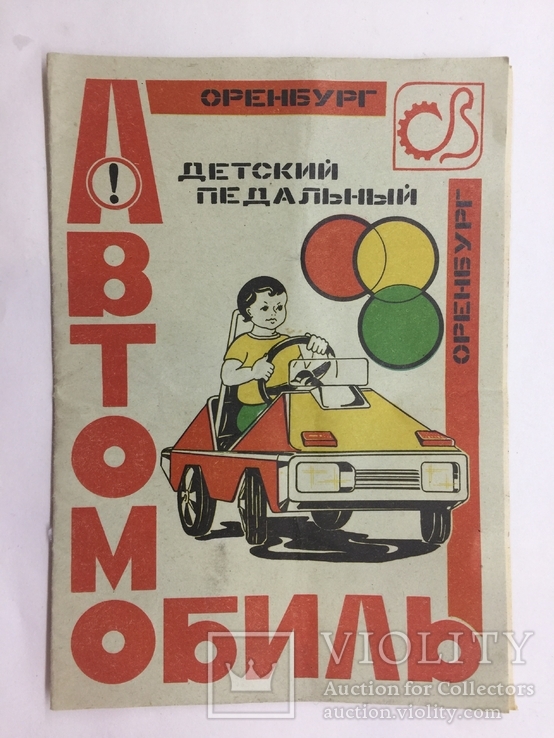 ОРЕНБУРГ
ДЕТСКИЙ
ПЕДАЛЬНЫЙ
ОРЕНБУРГ
АВТОМОБИЛЬ
!
VIOLITY
Auction for Collectors
auction.violity.com